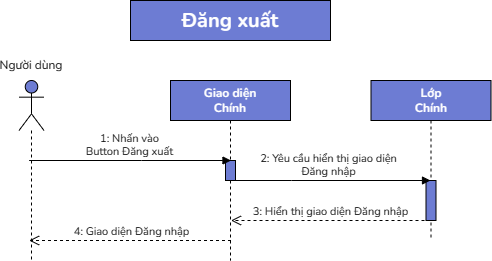 Đăng xuất
Người dùng
Giao diện
Chính
Lớp
Chính
1: Nhấn vào
Button Đăng xuất
2: Yêu cầu hiển thị giao diện
Đăng nhập
3: Hiển thị giao diện Đăng nhập
4: Giao diện Đăng nhập